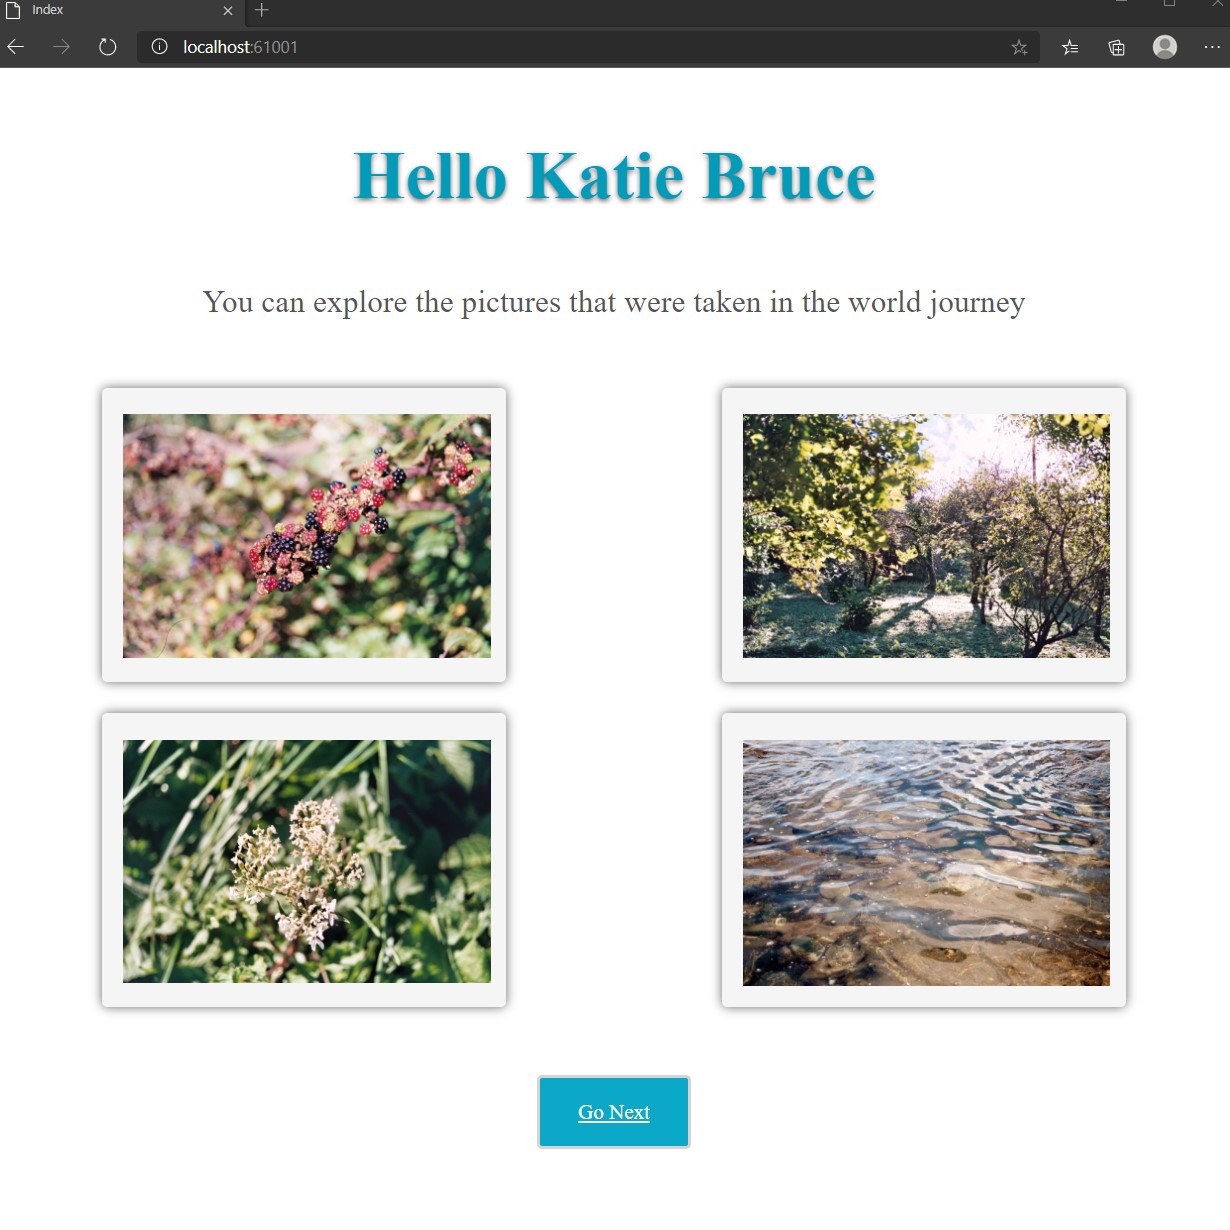 Index
localhost:61001
Hello Katie Bruce
You can explore the pictures that were taken in the world journey
Go Next